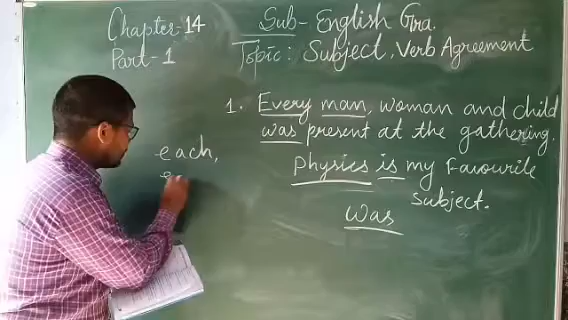 Chapter:-14
Part-1
Sub- English Gra.
Topic: Subject, Verb Agreement
1. Every man, woman and child
was present at the gathering.
Physics is my Favourite
Subject.
was
each,